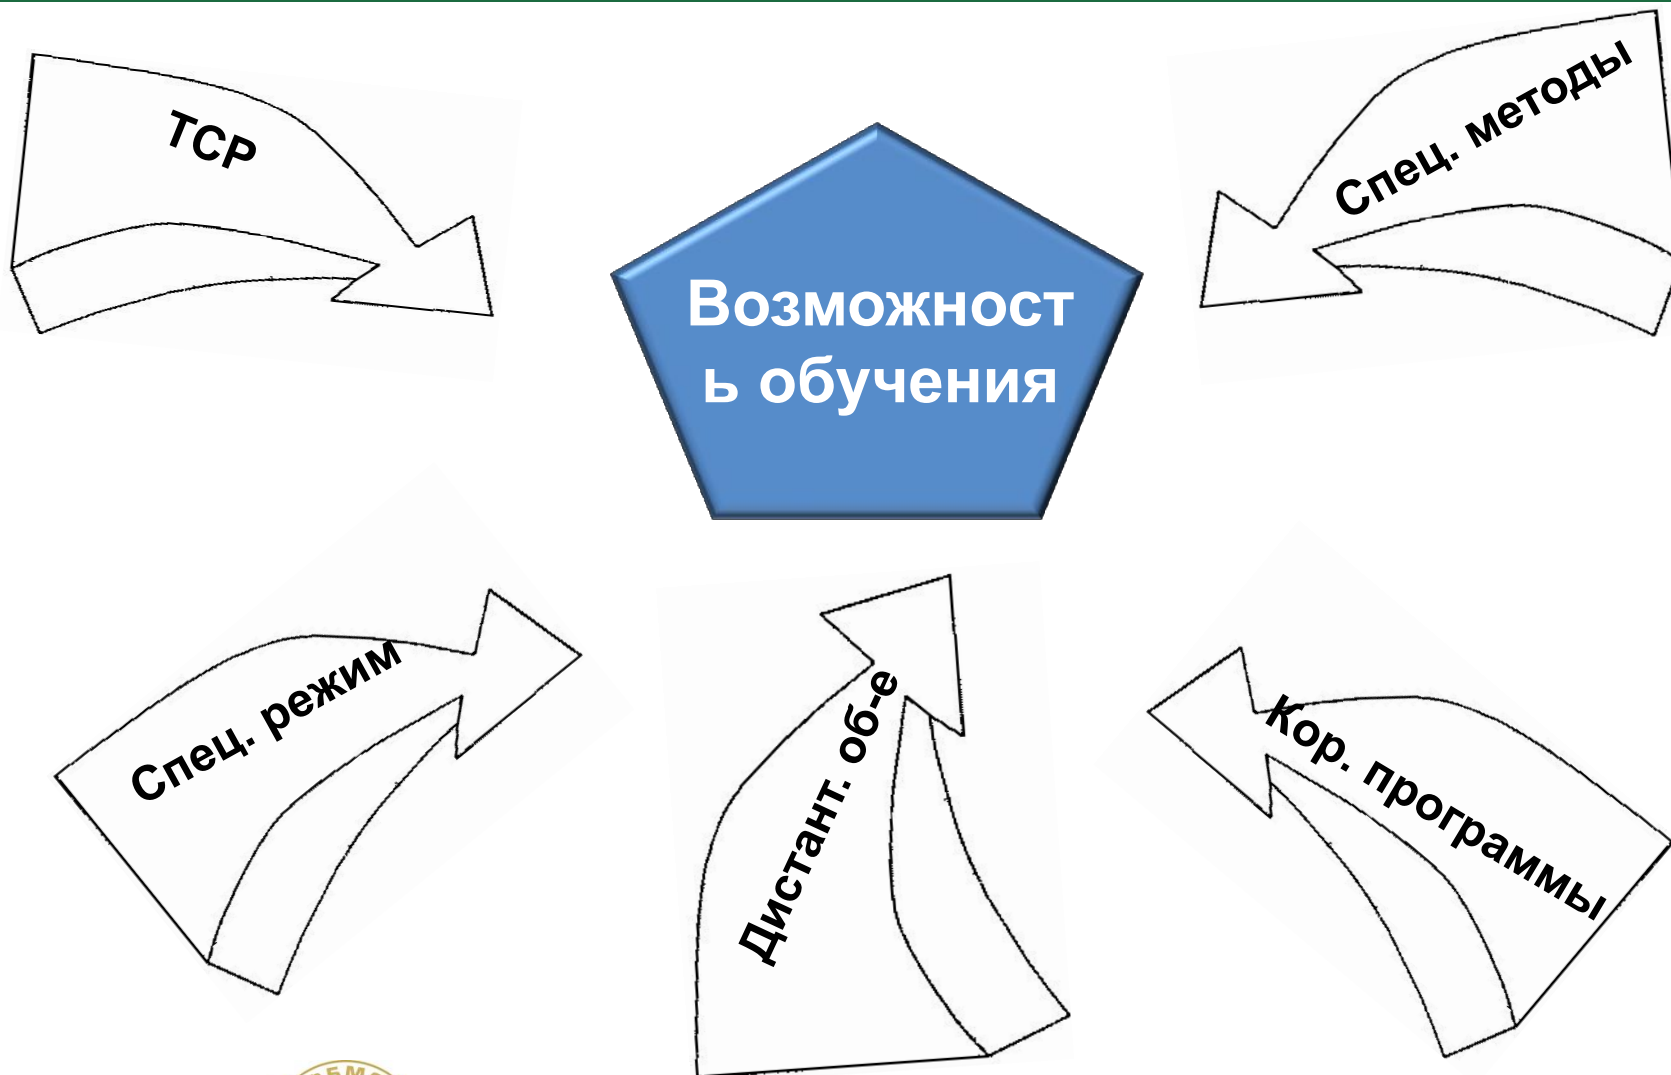 ТСР
Спец. методы
Возможност
ь обучения
Спец. режим
Дистант. об-е
Кор. программы